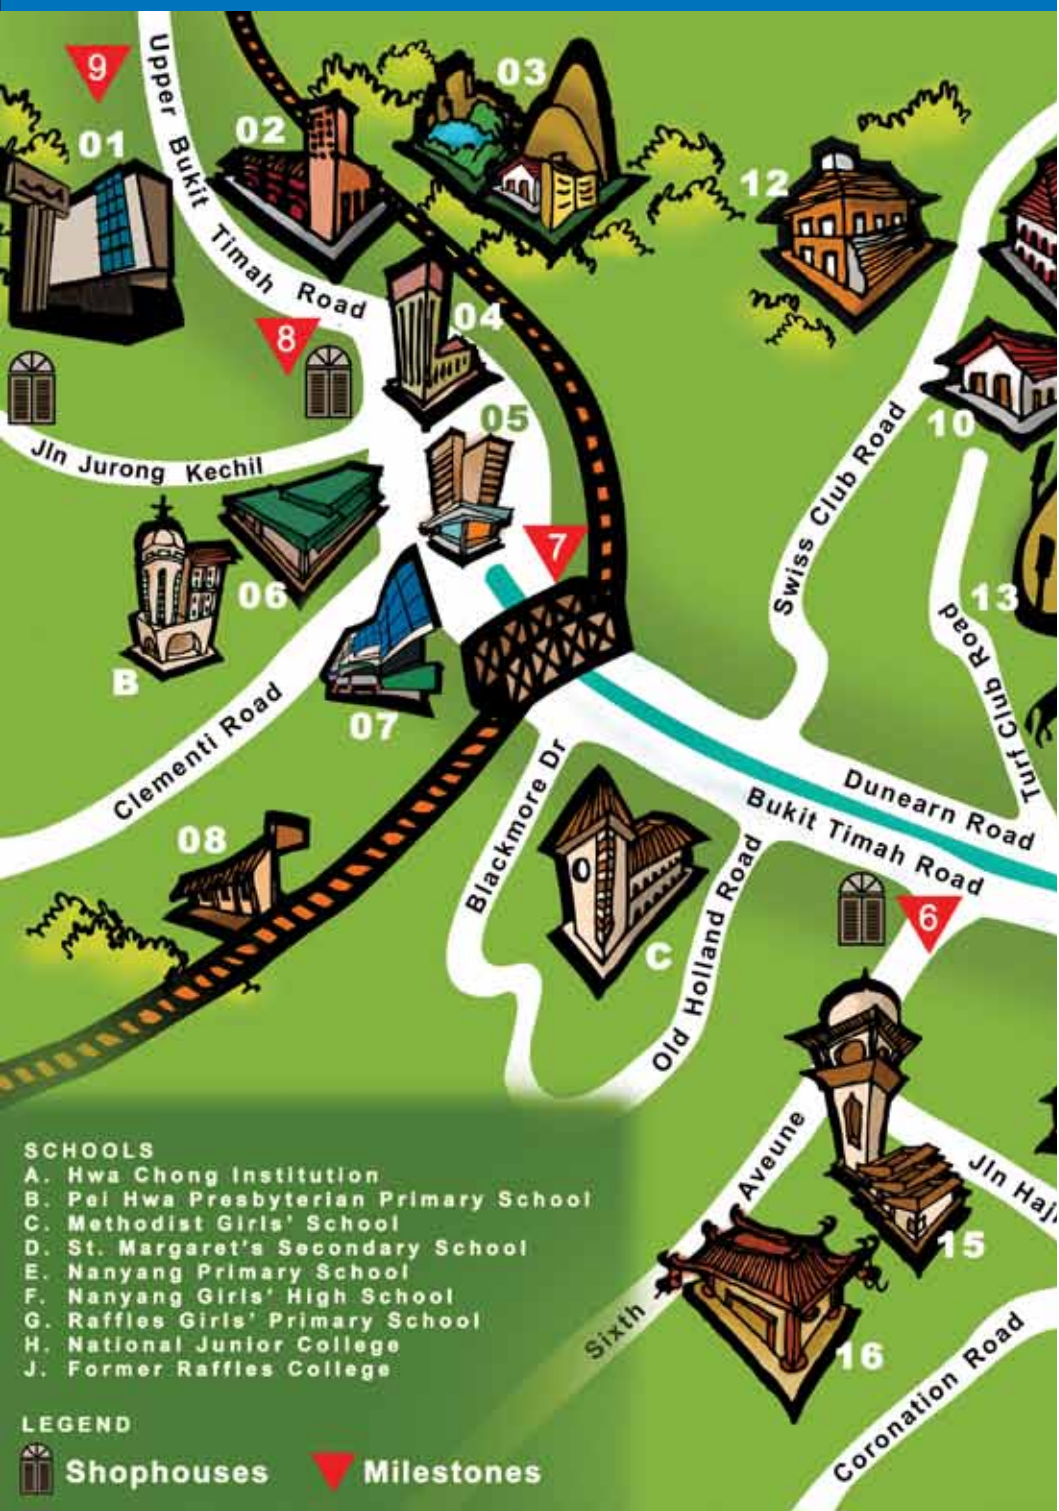 9
01
Upper Bukit Timah Road
02
03
12
8
04
05
Jln Jurong Kechil
06
B
07
7
Swiss Club Road
10
13
Turf Club Road
Clementi Road
08
Blackmore Dr
C
Old Holland Road
Dunearn Road
Bukit Timah Road
6
Sixth Aveune
Jln Haji
15
16
Coronation Road
SCHOOLS
A. Hwa Chong Institution
B. Pei Hwa Presbyterian Primary School
C. Methodist Girls' School
D. St. Margaret's Secondary School
E. Nanyang Primary School
F. Nanyang Girls' High School
G. Raffles Girls' Primary School
H. National Junior College
J. Former Raffles College
LEGEND
Shophouses
Milestones